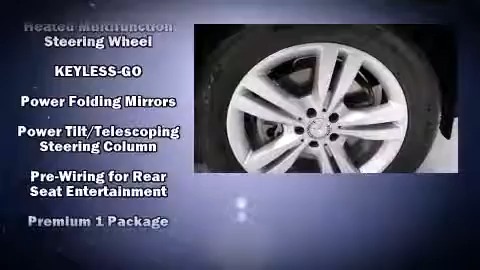 Heated Multifunction
Steering Wheel
KEYLESS-GO
Power Folding Mirrors
Power Tilt/Telescoping
Steering Column
Pre-Wiring for Rear
Seat Entertainment
Premium 1 Package